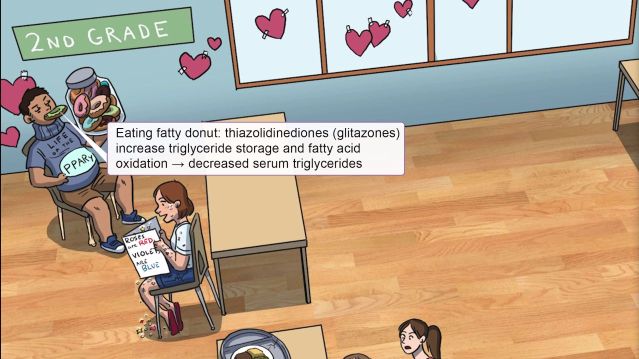 2ND GRADE
Eating fatty donut: thiazolidinediones (glitazones)
increase triglyceride storage and fatty acid
oxidation → decreased serum triglycerides
LIFE
OF THE
PPARγ
ROSES
ARE RED
VIOLETS
ARE
BLUE